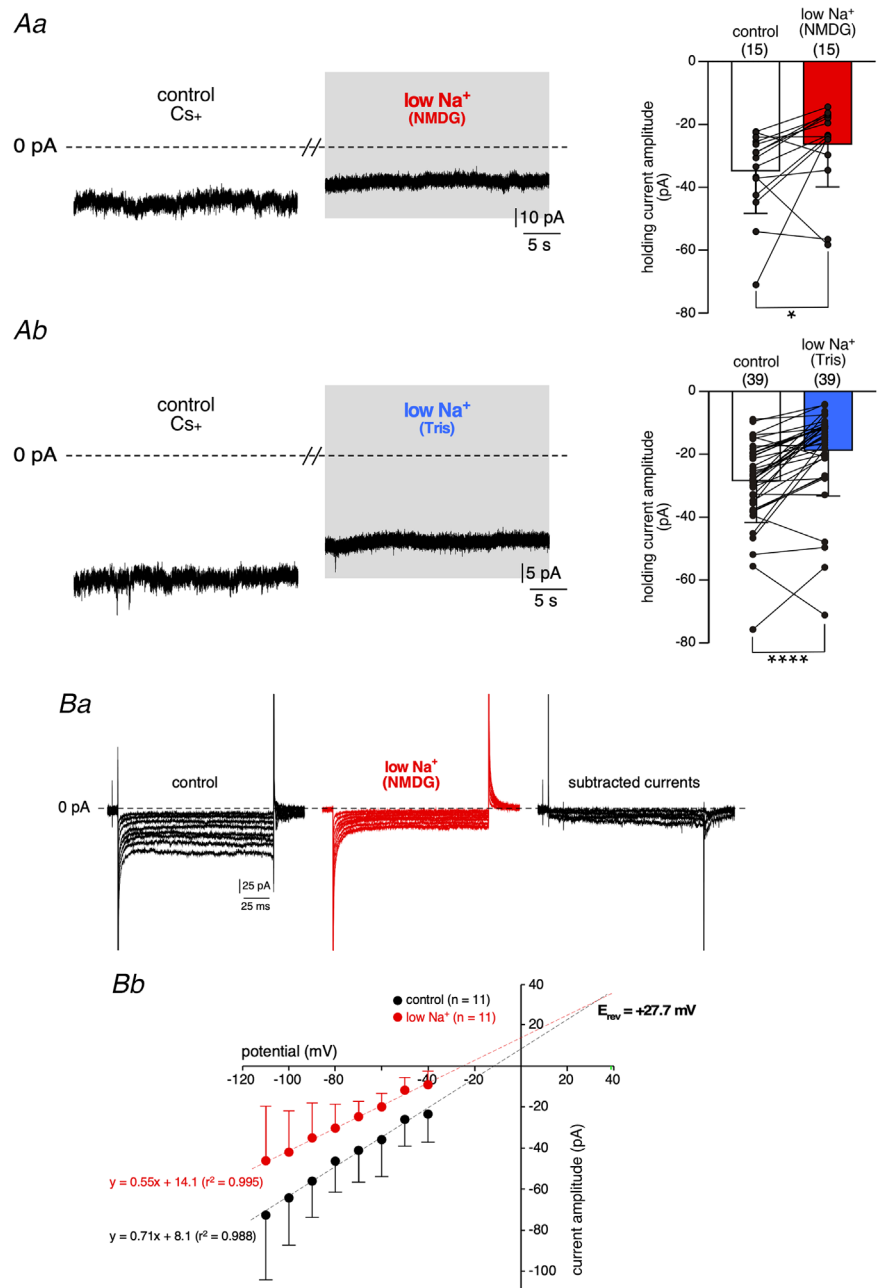 Aa
control
Cs+
low Na⁺
(NMDG)
0 pA
10 pA
5 s
control
(15)
low Na⁺
(NMDG)
(15)
0
-20
-40
-60
-80
holding current amplitude
(pA)
*
Ab
control
Cs+
low Na⁺
(Tris)
0 pA
5 pA
5 s
control
(39)
low Na⁺
(Tris)
(39)
0
-20
-40
-60
-80
holding current amplitude
(pA)
****
Ba
control
low Na⁺
(NMDG)
subtracted currents
0 pA
25 pA
25 ms
Bb
control (n = 11)
low Na⁺ (n = 11)
Erev = +27.7 mV
potential (mV)
-120
-100
-80
-60
-40
-20
0
20
40
40
20
-20
-40
-60
-80
-100
current amplitude (pA)
y = 0.55x + 14.1 (r² = 0.995)
y = 0.71x + 8.1 (r² = 0.988)